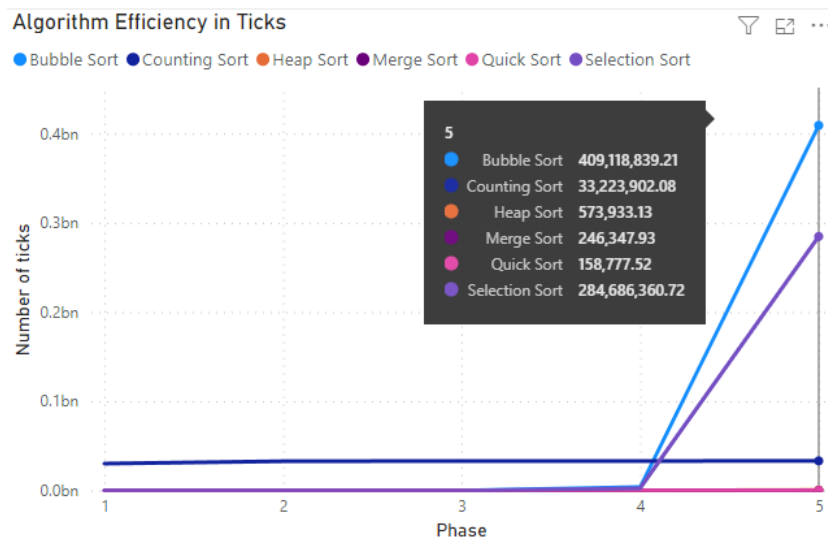 Algorithm Efficiency in Ticks
Bubble Sort Counting Sort Heap Sort Merge Sort Quick Sort Selection Sort
5
Bubble Sort 409,118,839.21
Counting Sort 33,223,902.08
Heap Sort 573,933.13
Merge Sort 246,347.93
Quick Sort 158,777.52
Selection Sort 284,686,360.72
Number of ticks
0.4bn
0.3bn
0.2bn
0.1bn
0.0bn
1 2 3 4 5
Phase